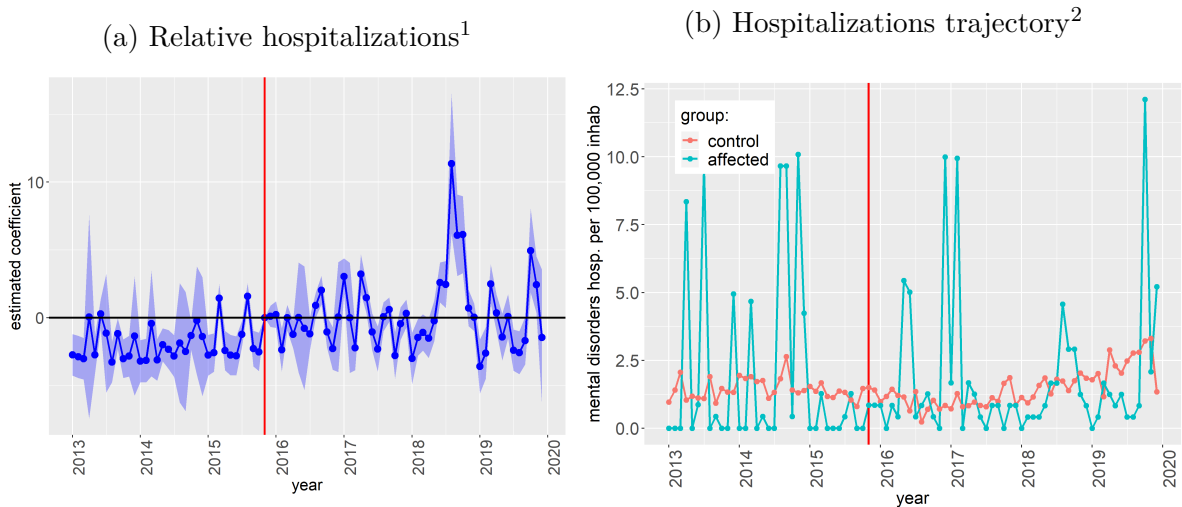 (a) Relative hospitalizations1
10
0
estimated coefficient
2013
2014
2015
2016
2017
2018
2019
2020
year
(b) Hospitalizations trajectory2
12.5
10.0
7.5
5.0
2.5
0.0
mental disorders hosp. per 100,000 inhab
group:
control
affected
2013
2014
2015
2016
2017
2018
2019
2020
year